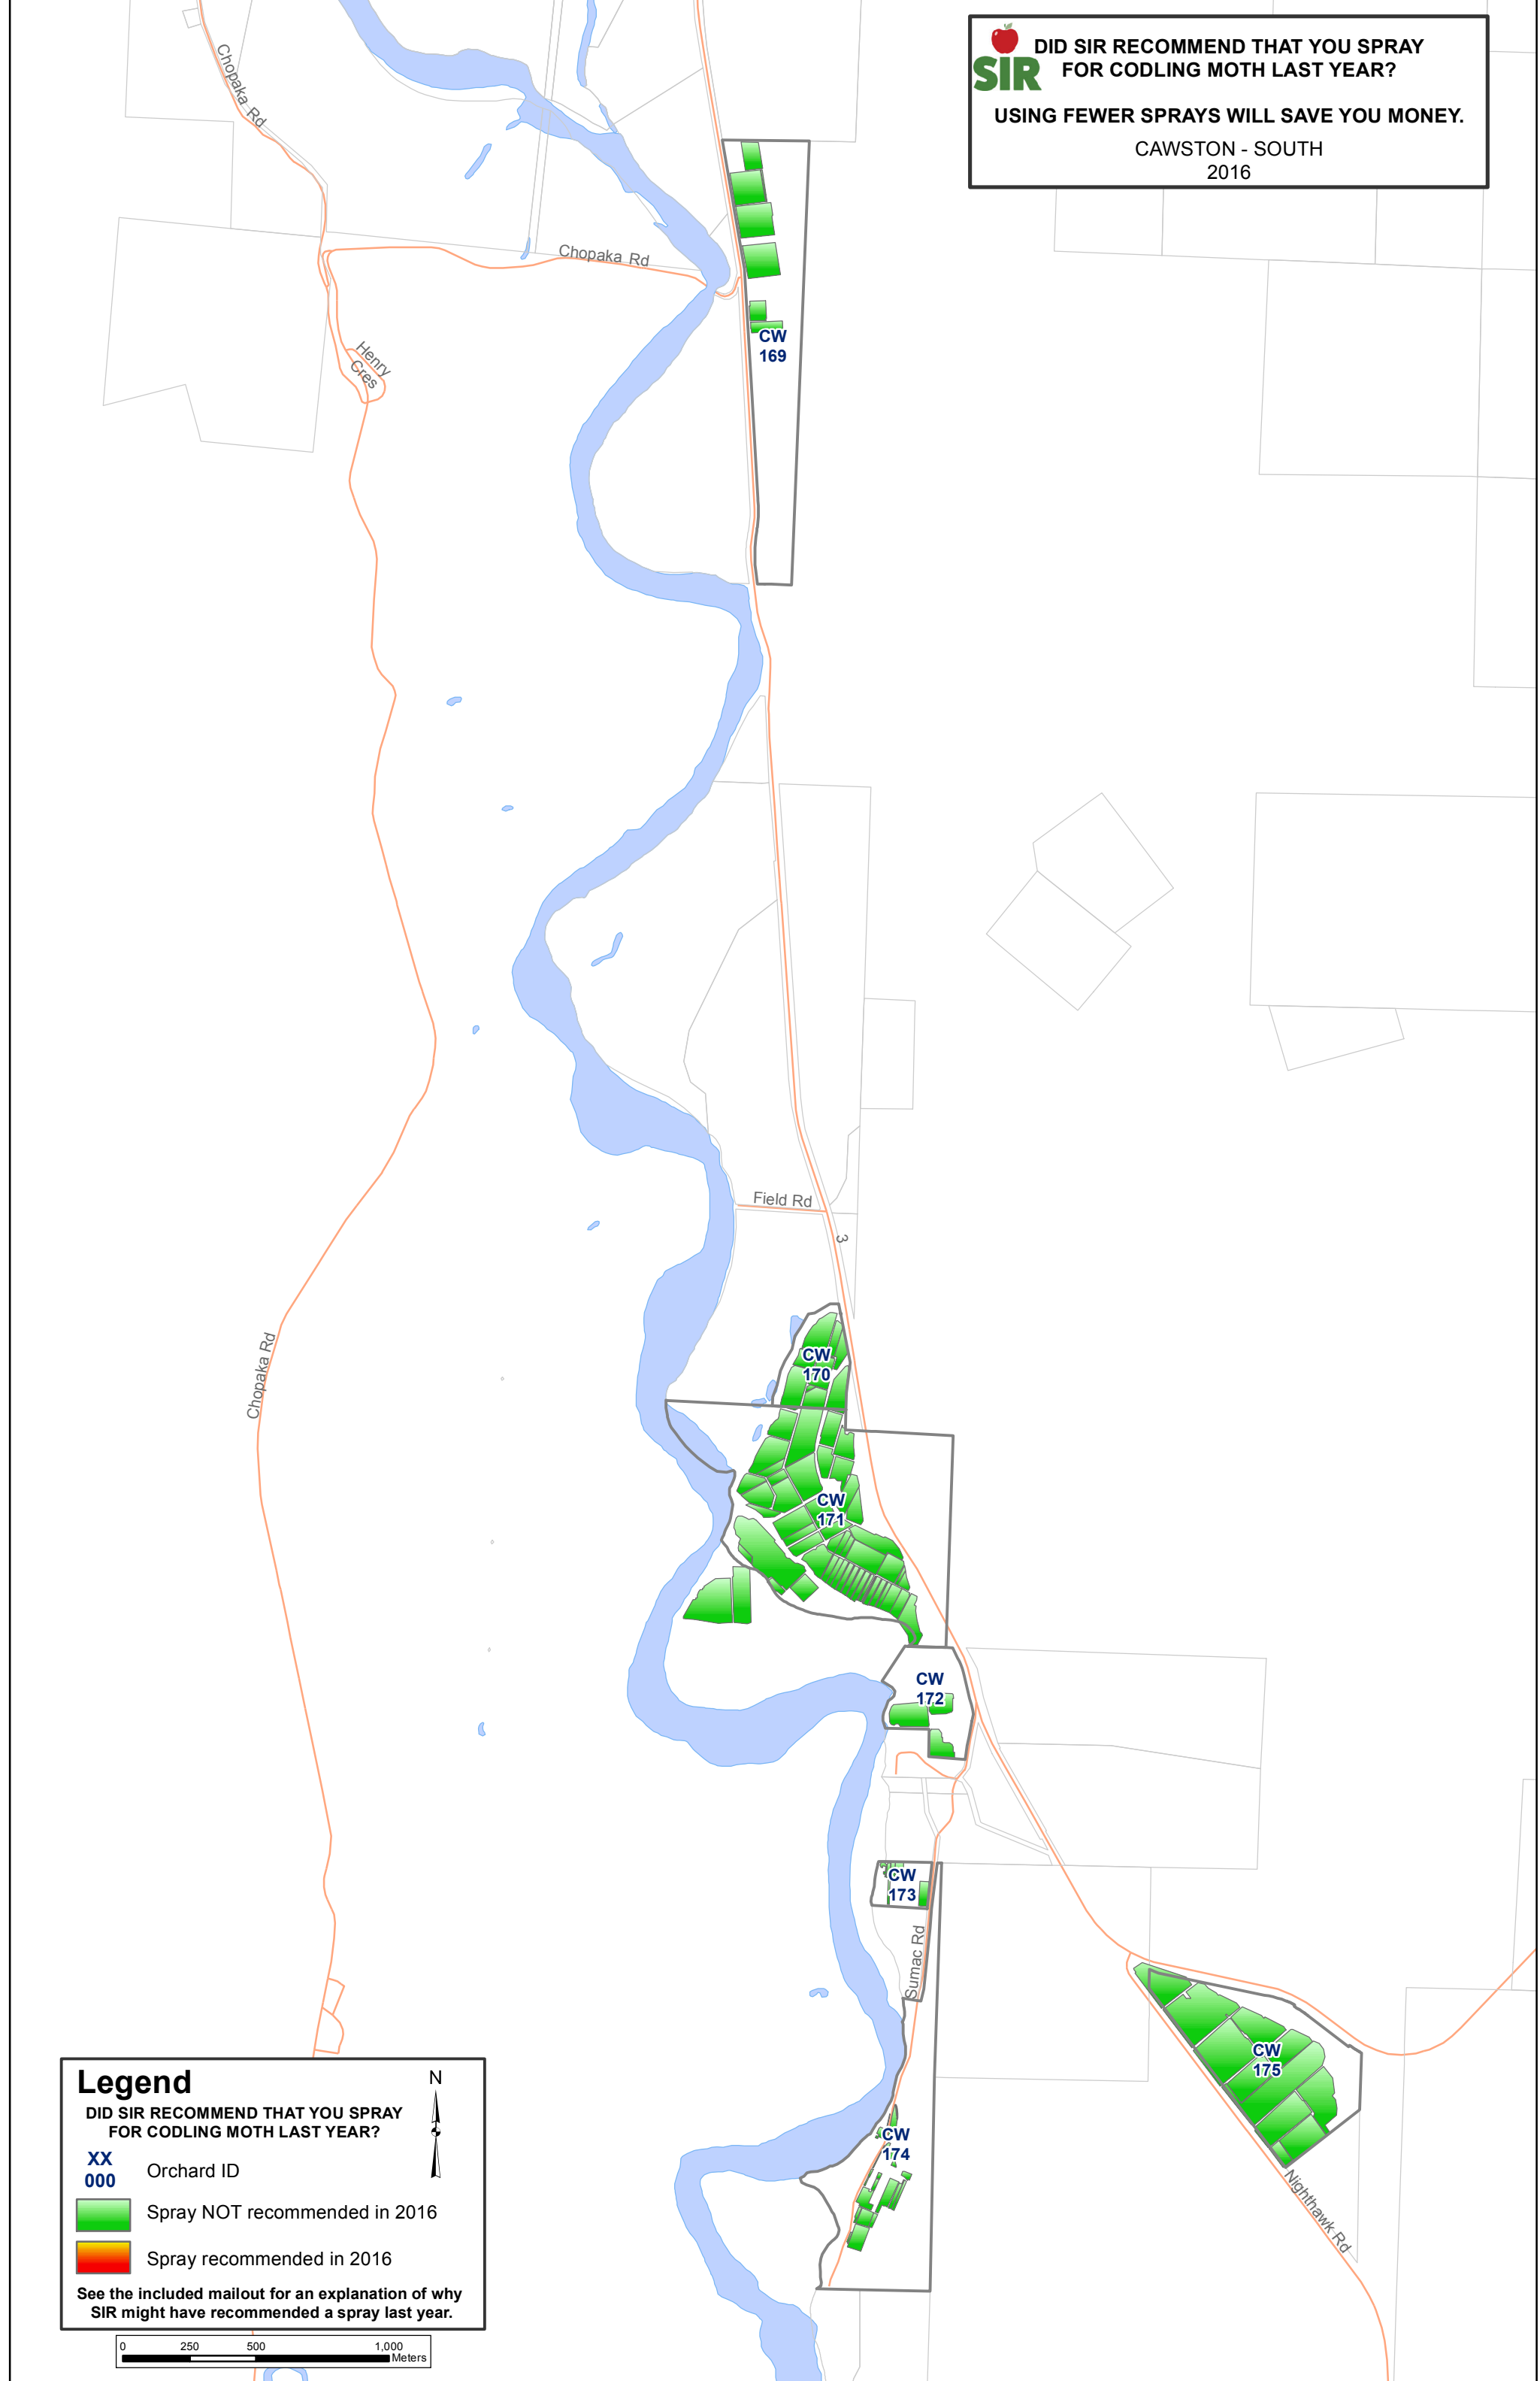 SIR
DID SIR RECOMMEND THAT YOU SPRAY
FOR CODLING MOTH LAST YEAR?
USING FEWER SPRAYS WILL SAVE YOU MONEY.
CAWSTON - SOUTH
2016
Chopaka Rd
Chopaka Rd
Henry
Cres
CW
169
Field Rd
3
Chopaka Rd
CW
170
CW
171
CW
172
CW
173
Sumac Rd
CW
174
CW
175
Nighthawk Rd
Legend
N
DID SIR RECOMMEND THAT YOU SPRAY
FOR CODLING MOTH LAST YEAR?
XX
000
Orchard ID
Spray NOT recommended in 2016
Spray recommended in 2016
See the included mailout for an explanation of why
SIR might have recommended a spray last year.
0 250 500 1,000
Meters